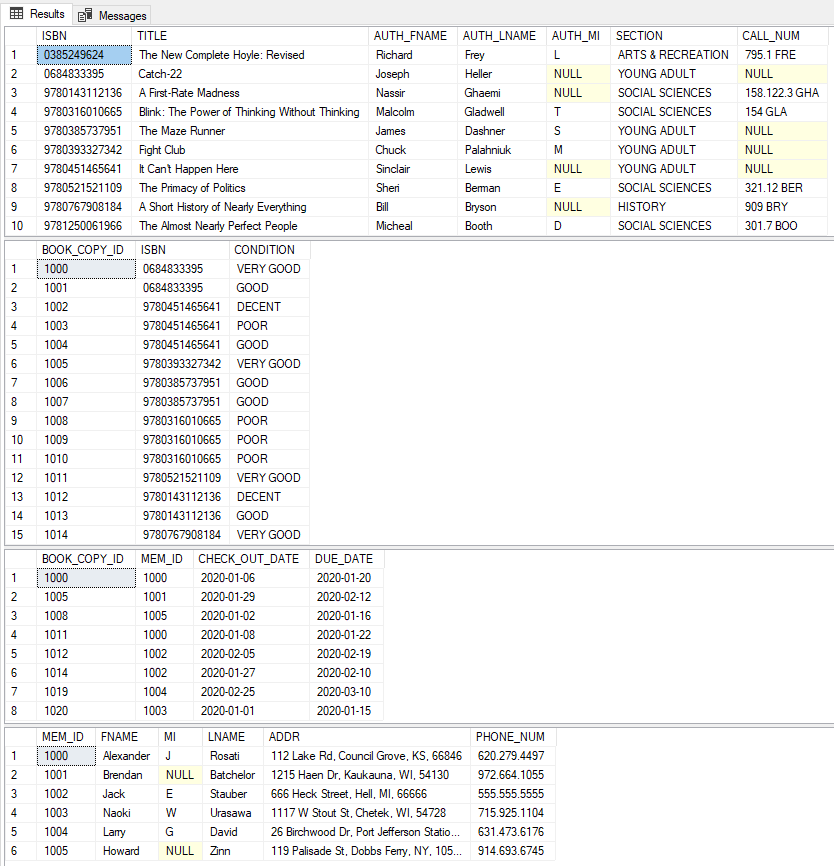 Results Messages
ISBN TITLE AUTH_FNAME AUTH_LNAME AUTH_MI SECTION CALL_NUM
1 0385249624 The New Complete Hoyle: Revised Richard Frey L ARTS & RECREATION 795.1 FRE
2 0684833395 Catch-22 Joseph Heller NULL YOUNG ADULT NULL
3 9780143112136 A First-Rate Madness Nassir Ghaemi NULL SOCIAL SCIENCES 158.122.3 GHA
4 9780316010665 Blink: The Power of Thinking Without Thinking Malcolm Gladwell T SOCIAL SCIENCES 154 GLA
5 9780385737951 The Maze Runner James Dashner S YOUNG ADULT NULL
6 9780393327342 Fight Club Chuck Palahniuk M YOUNG ADULT NULL
7 9780451465641 It Can't Happen Here Sinclair Lewis NULL YOUNG ADULT NULL
8 9780521521109 The Primacy of Politics Sheri Berman E SOCIAL SCIENCES 321.12 BER
9 9780767908184 A Short History of Nearly Everything Bill Bryson NULL HISTORY 909 BRY
10 9781250061966 The Almost Nearly Perfect People Micheal Booth D SOCIAL SCIENCES 301.7 BOO
BOOK_COPY_ID ISBN CONDITION
1 1000 0684833395 VERY GOOD
2 1001 0684833395 GOOD
3 1002 9780451465641 DECENT
4 1003 9780451465641 POOR
5 1004 9780451465641 GOOD
6 1005 9780393327342 VERY GOOD
7 1006 9780385737951 GOOD
8 1007 9780385737951 GOOD
9 1008 9780316010665 POOR
10 1009 9780316010665 POOR
11 1010 9780316010665 POOR
12 1011 9780521521109 VERY GOOD
13 1012 9780143112136 DECENT
14 1013 9780143112136 GOOD
15 1014 9780767908184 VERY GOOD
BOOK_COPY_ID MEM_ID CHECK_OUT_DATE DUE_DATE
1 1000 1000 2020-01-06 2020-01-20
2 1005 1001 2020-01-29 2020-02-12
3 1008 1005 2020-01-02 2020-01-16
4 1011 1000 2020-01-08 2020-01-22
5 1012 1002 2020-02-05 2020-02-19
6 1014 1002 2020-01-27 2020-02-10
7 1019 1004 2020-02-25 2020-03-10
8 1020 1003 2020-01-01 2020-01-15
MEM_ID FNAME MI LNAME ADDR PHONE_NUM
1 1000 Alexander J Rosati 112 Lake Rd, Council Grove, KS, 66846 620.279.4497
2 1001 Brendan NULL Batchelor 1215 Haen Dr, Kaukauna, WI, 54130 972.664.1055
3 1002 Jack E Stauber 666 Heck Street, Hell, MI, 66666 555.555.5555
4 1003 Naoki W Urasawa 1117 W Stout St, Chetek, WI, 54728 715.925.1104
5 1004 Larry G David 26 Birchwood Dr, Port Jefferson Statio... 631.473.6176
6 1005 Howard NULL Zinn 119 Palisade St, Dobbs Ferry, NY, 105... 914.693.6745